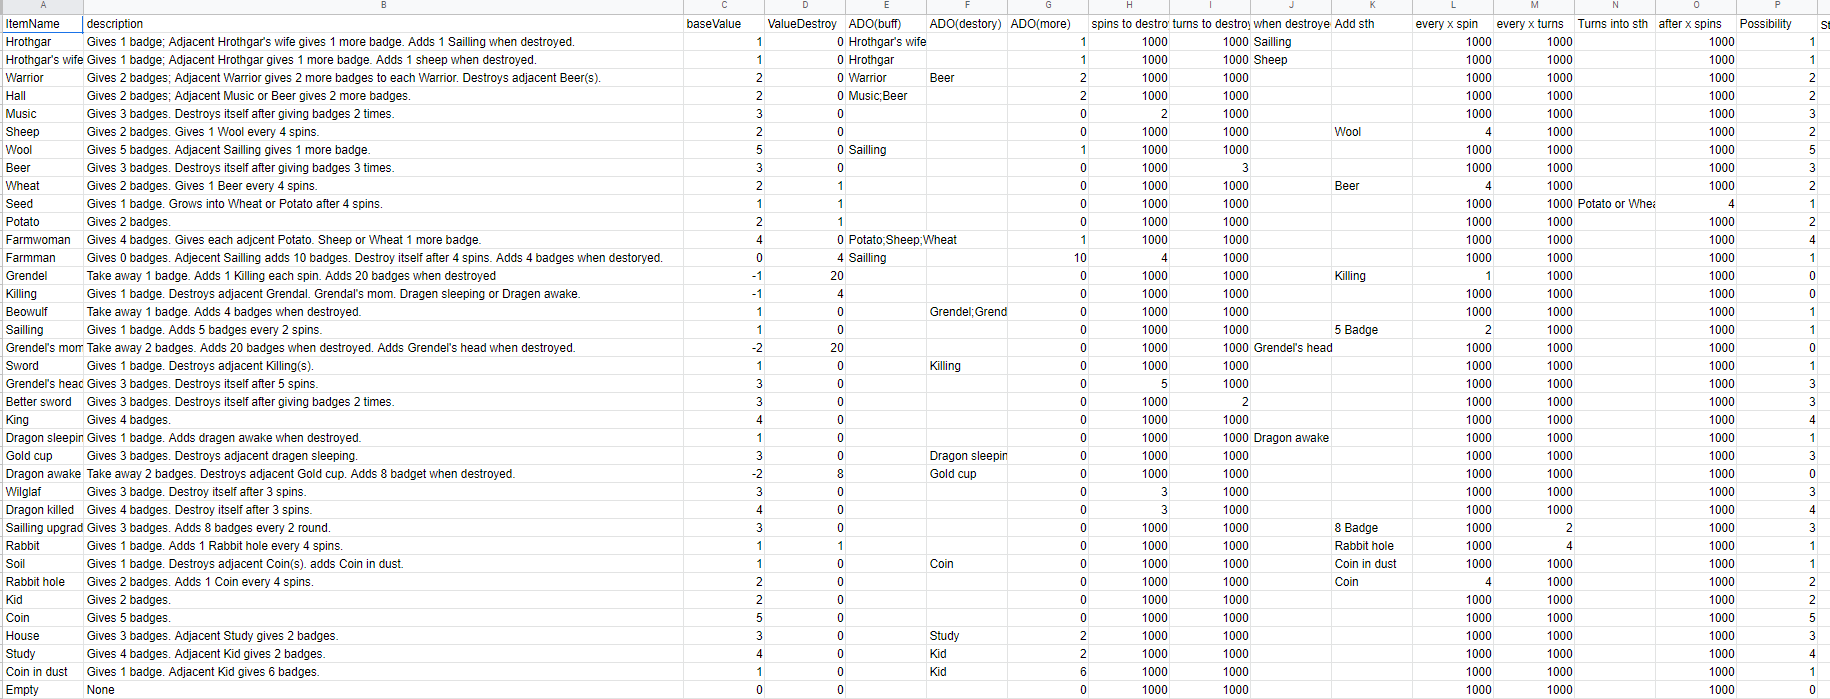 A B C D E F G H I J K L M N O P
ItemName description baseValue ValueDestroy ADO(buff) ADO(destory) ADO(more) spins to destro turns to destroy when destroye Add sth every x spin every x turns Turns into sth after x spins Possibility St
Hrothgar Gives 1 badge; Adjacent Hrothgar's wife gives 1 more badge. Adds 1 Sailling when destroyed. 1 0 Hrothgar's wife 1 1000 1000 Sailling 1000 1000 1000 1
Hrothgar's wife Gives 1 badge; Adjacent Hrothgar gives 1 more badge. Adds 1 sheep when destroyed. 1 0 Hrothgar 1 1000 1000 Sheep 1000 1000 1000 1
Warrior Gives 2 badges; Adjacent Warrior gives 2 more badges to each Warrior. Destroys adjacent Beer(s). 2 0 Warrior Beer 2 1000 1000 1000 1000 1000 2
Hall Gives 2 badges; Adjacent Music or Beer gives 2 more badges. 2 0 Music;Beer 2 1000 1000 1000 1000 1000 2
Music Gives 3 badges. Destroys itself after giving badges 2 times. 3 0 0 2 1000 1000 1000 1000 3
Sheep Gives 2 badges. Gives 1 Wool every 4 spins. 2 0 0 1000 1000 Wool 4 1000 1000 2
Wool Gives 5 badges. Adjacent Sailling gives 1 more badge. 5 0 Sailling 1 1000 1000 1000 1000 1000 5
Beer Gives 3 badges. Destroys itself after giving badges 3 times. 3 0 0 1000 3 1000 1000 1000 3
Wheat Gives 2 badges. Gives 1 Beer every 4 spins. 2 1 0 1000 1000 Beer 4 1000 1000 2
Seed Gives 1 badge. Grows into Wheat or Potato after 4 spins. 1 1 0 1000 1000 1000 1000 Potato or Whea 4 1
Potato Gives 2 badges. 2 1 0 1000 1000 1000 1000 1000 2
Farmwoman Gives 4 badges. Gives each adjcent Potato. Sheep or Wheat 1 more badge. 4 0 Potato;Sheep;Wheat 1 1000 1000 1000 1000 1000 4
Farmman Gives 0 badges. Adjacent Sailling adds 10 badges. Destroy itself after 4 spins. Adds 4 badges when destoryed. 0 4 Sailling 10 4 1000 1000 1000 1000 1
Grendel Take away 1 badge. Adds 1 Killing each spin. Adds 20 badges when destroyed -1 20 0 1000 1000 Killing 1 1000 1000 0
Killing Gives 1 badge. Destroys adjacent Grendal. Grendal's mom. Dragen sleeping or Dragen awake. -1 4 0 1000 1000 1000 1000 1000 0
Beowulf Take away 1 badge. Adds 4 badges when destroyed. 1 0 Grendel;Grend 0 1000 1000 1000 1000 1000 1
Sailling Gives 1 badge. Adds 5 badges every 2 spins. 1 0 0 1000 1000 5 Badge 2 1000 1000 1
Grendel's mom Take away 2 badges. Adds 20 badges when destroyed. Adds Grendel's head when destroyed. -2 20 0 1000 1000 Grendel's head 1000 1000 1000 0
Sword Gives 1 badge. Destroys adjacent Killing(s). 1 0 Killing 0 1000 1000 1000 1000 1000 1
Grendel's head Gives 3 badges. Destroys itself after 5 spins. 3 0 0 5 1000 1000 1000 1000 3
Better sword Gives 3 badges. Destroys itself after giving badges 2 times. 3 0 0 1000 2 1000 1000 1000 3
King Gives 4 badges. 4 0 0 1000 1000 1000 1000 1000 4
Dragon sleepin Gives 1 badge. Adds dragen awake when destroyed. 1 0 0 1000 1000 Dragon awake 1000 1000 1000 1
Gold cup Gives 3 badges. Destroys adjacent dragen sleeping. 3 0 Dragon sleepin 0 1000 1000 1000 1000 1000 3
Dragon awake Take away 2 badges. Destroys adjacent Gold cup. Adds 8 badget when destroyed. -2 8 Gold cup 0 1000 1000 1000 1000 1000 0
Wilglaf Gives 3 badge. Destroy itself after 3 spins. 3 0 0 3 1000 1000 1000 1000 3
Dragon killed Gives 4 badges. Destroy itself after 3 spins. 4 0 0 3 1000 1000 1000 1000 4
Sailling upgrad Gives 3 badges. Adds 8 badges every 2 round. 3 0 0 1000 1000 8 Badge 1000 2 1000 3
Rabbit Gives 1 badge. Adds 1 Rabbit hole every 4 spins. 1 1 0 1000 1000 Rabbit hole 1000 4 1000 1
Soil Gives 1 badge. Destroys adjacent Coin(s). adds Coin in dust. 1 0 Coin 0 1000 1000 Coin in dust 1000 1000 1000 1
Rabbit hole Gives 2 badges. Adds 1 Coin every 4 spins. 2 0 0 1000 1000 Coin 4 1000 1000 2
Kid Gives 2 badges. 2 0 0 1000 1000 1000 1000 1000 2
Coin Gives 5 badges. 5 0 0 1000 1000 1000 1000 1000 5
House Gives 3 badges. Adjacent Study gives 2 badges. 3 0 Study 2 1000 1000 1000 1000 1000 3
Study Gives 4 badges. Adjacent Kid gives 2 badges. 4 0 Kid 2 1000 1000 1000 1000 1000 4
Coin in dust Gives 1 badge. Adjacent Kid gives 6 badges. 1 0 Kid 6 1000 1000 1000 1000 1000 1
Empty None 0 0 0 1000 1000 1000 1000 1000 0